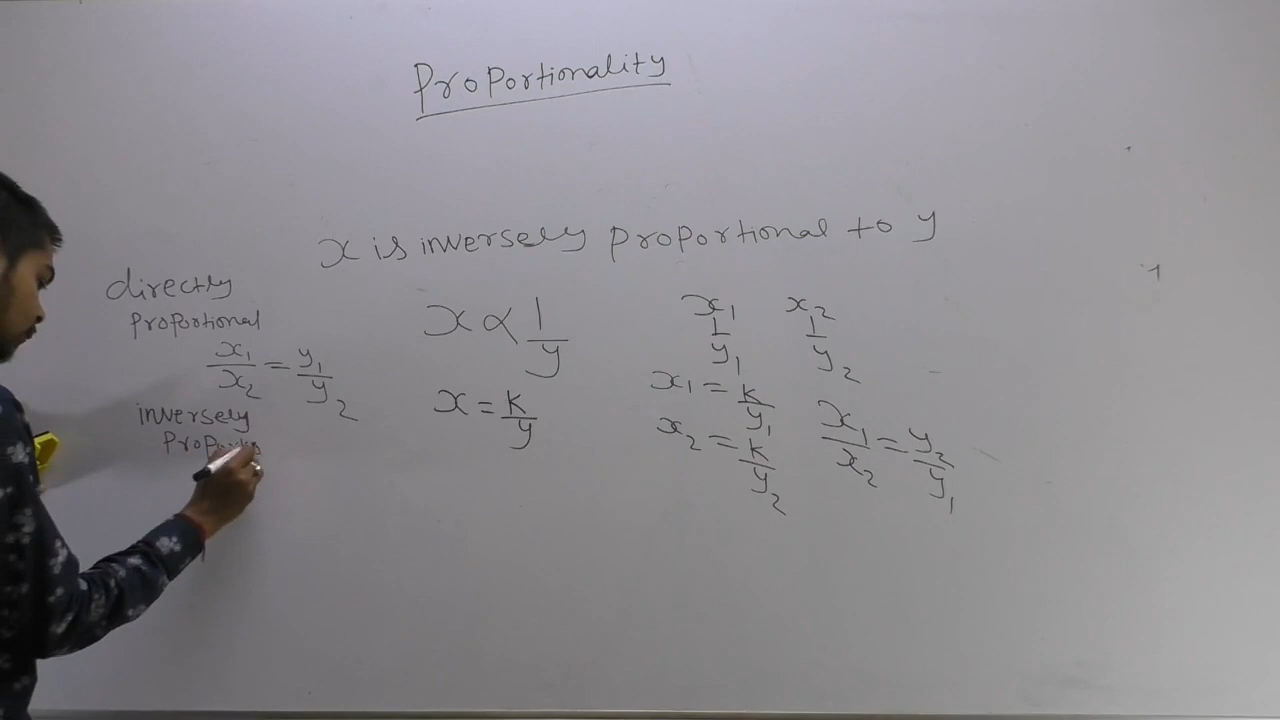 Proportionality
x is inversely proportional to y
directly
proportional
x₁/x₂ = y₁/y₂
inversely
x ∝ 1/y
x = k/y
x₁ x₂
1/y₁ 1/y₂
x₁ = k/y₁
x₂ = k/y₂
x₁/x₂ = y₂/y₁